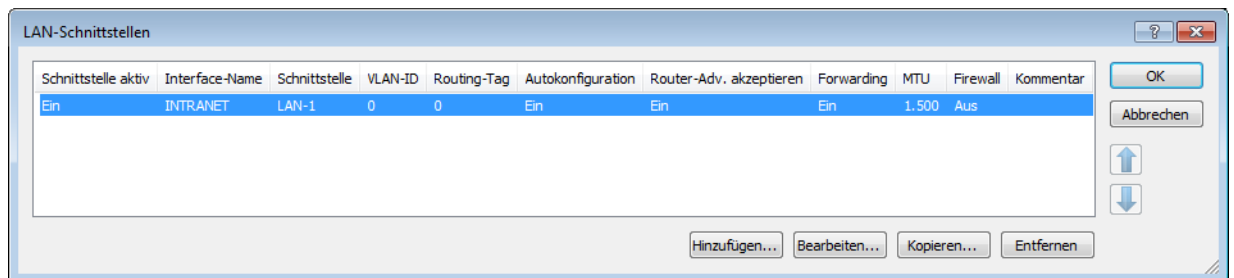 LAN-Schnittstellen
Schnittstelle aktiv Interface-Name Schnittstelle VLAN-ID Routing-Tag Autokonfiguration Router-Adv. akzeptieren Forwarding MTU Firewall Kommentar
Ein INTRANET LAN-1 0 0 Ein Ein Ein 1.500 Aus
OK
Abbrechen
Hinzufügen... Bearbeiten... Kopieren... Entfernen